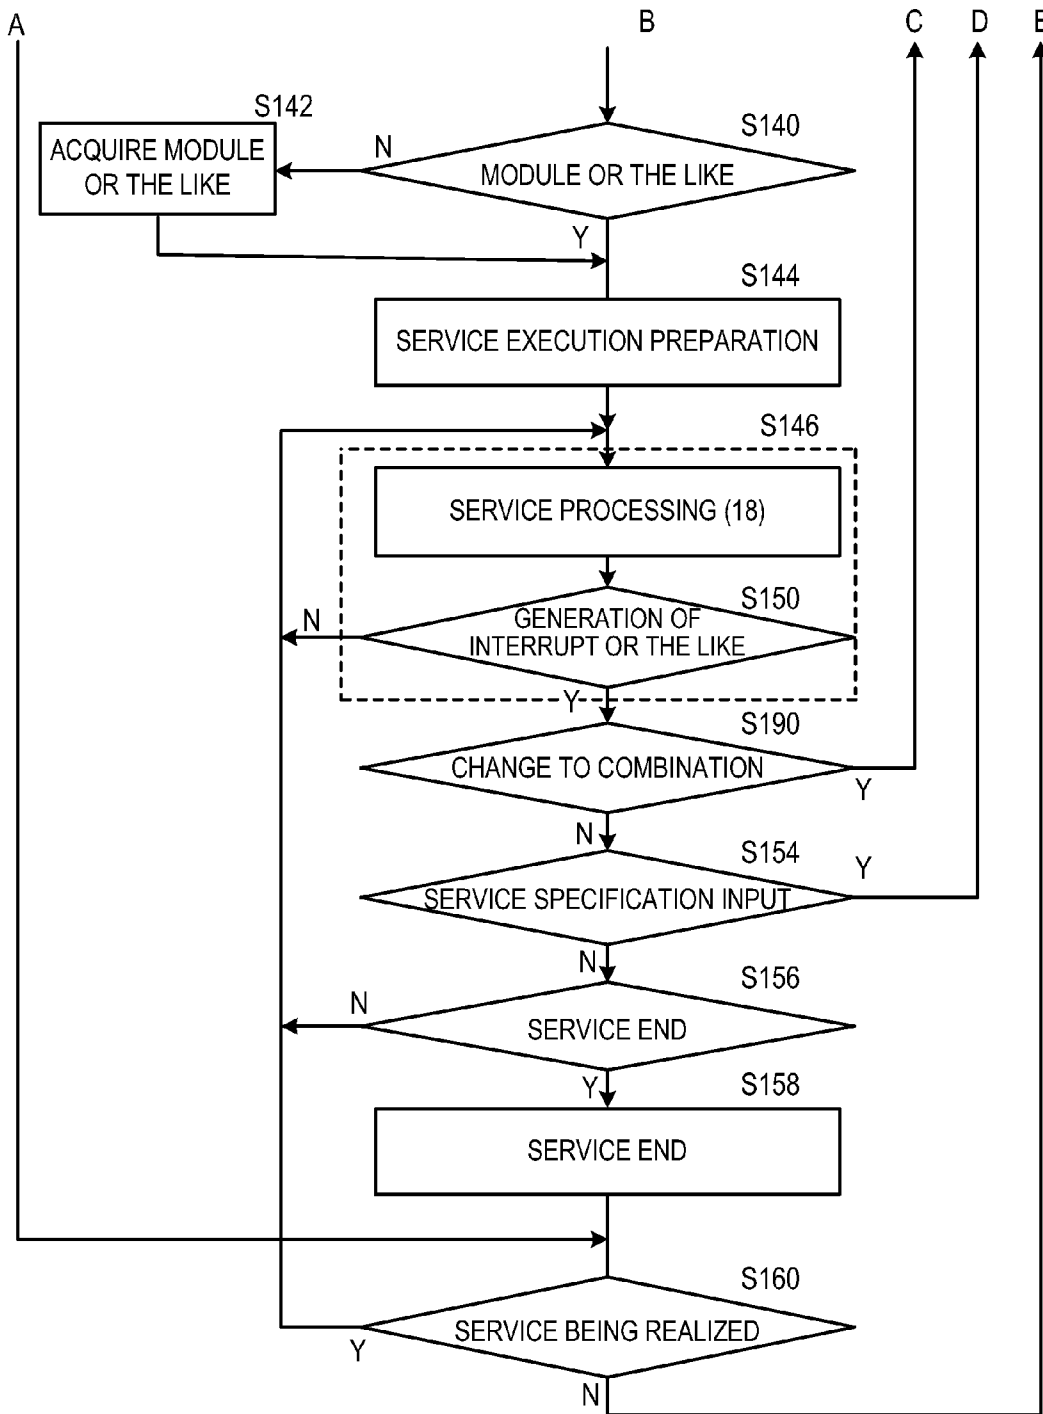 A
B
C
D
E
S142
ACQUIRE MODULE
OR THE LIKE
N
S140
MODULE OR THE LIKE
Y
S144
SERVICE EXECUTION PREPARATION
S146
SERVICE PROCESSING (18)
S150
GENERATION OF
INTERRUPT OR THE LIKE
N
Y
S190
CHANGE TO COMBINATION
Y
N
S154
SERVICE SPECIFICATION INPUT
Y
N
S156
SERVICE END
N
Y
S158
SERVICE END
S160
SERVICE BEING REALIZED
Y
N